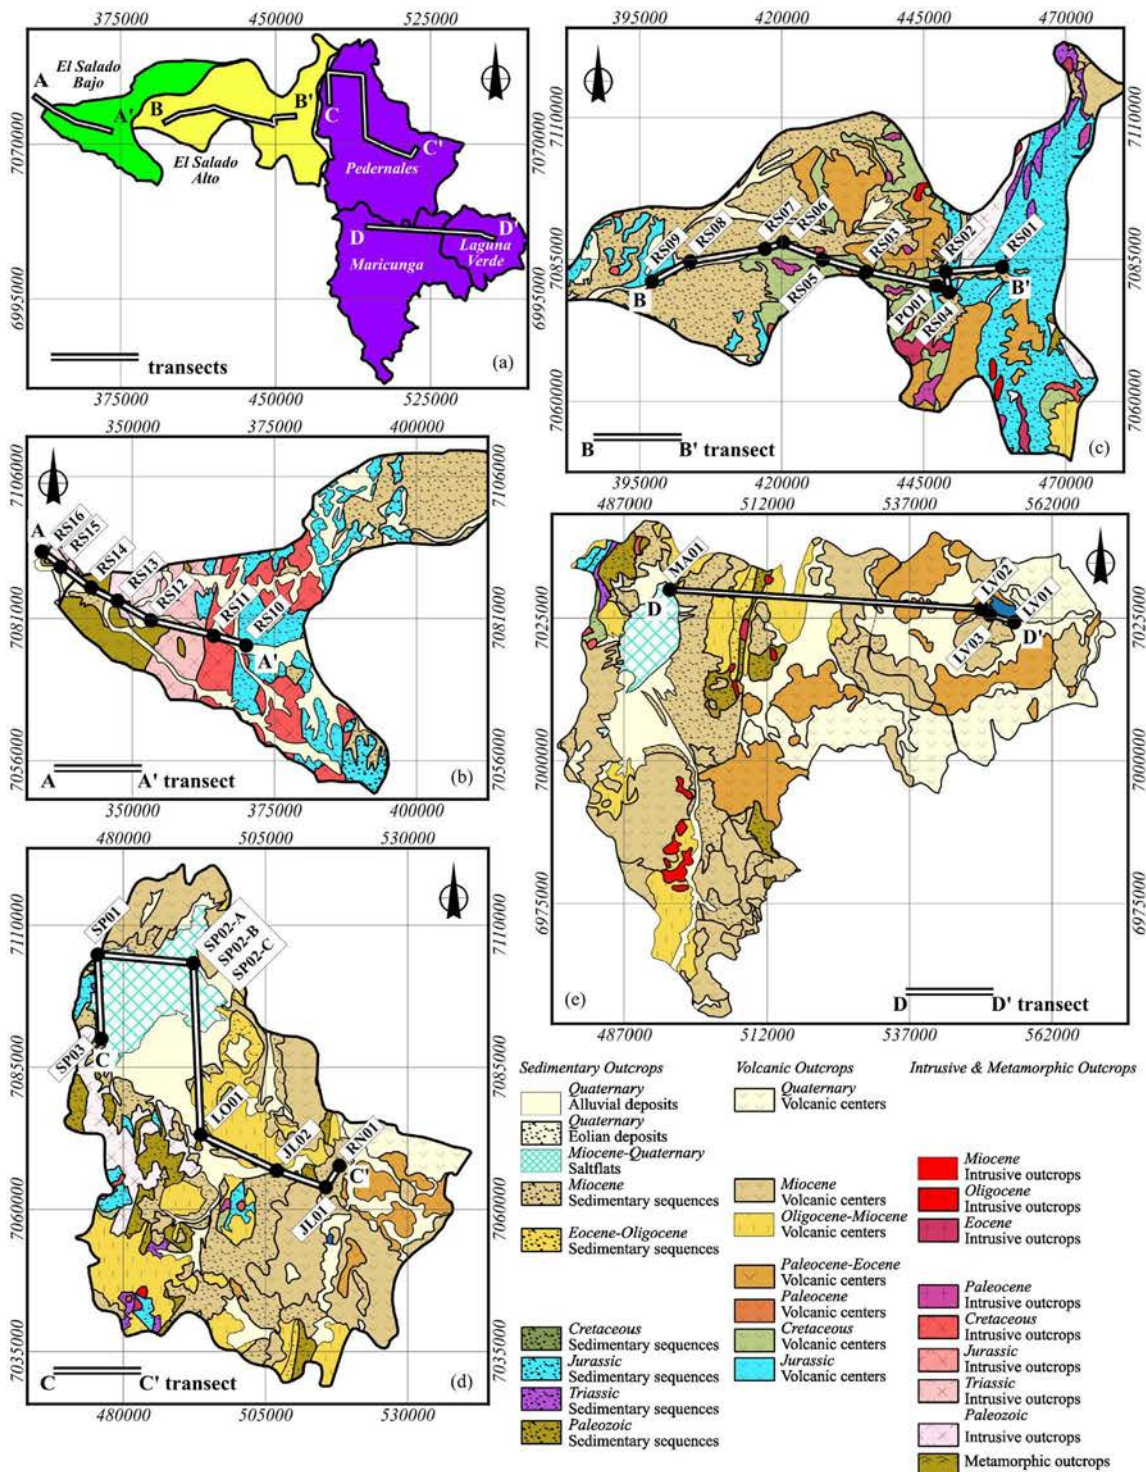 375000
450000
525000
A
El Salado
Bajo
A'
B
B'
C
C'
El Salado
Alto
Pedernales
D
D'
Laguna
Verde
Maricunga
7070000
6995000
transects
(a)
375000
450000
525000
395000
420000
445000
470000
7110000
7085000
7060000
RS09
RS08
RS07
RS06
RS05
RS03
RS02
RS01
PO01
RS04
B
B'
B
B' transect
(c)
395000
420000
445000
470000
350000
375000
400000
7106000
7081000
7056000
A
RS16
RS15
RS14
RS13
RS12
RS11
RS10
A'
A
A' transect
(b)
350000
375000
400000
4870000
5120000
5370000
5620000
7025000
7000000
6975000
MA01
D
LV02
LV01
LV03
D'
(e)
D
D' transect
4870000
5120000
5370000
5620000
480000
505000
530000
7110000
7085000
7060000
7035000
SP01
SP02-A
SP02-B
SP02-C
SP03
C
LO01
JL02
RN01
JL01
C'
C
C' transect
(d)
480000
505000
530000
Sedimentary Outcrops
Quaternary
Alluvial deposits
Quaternary
Eolian deposits
Miocene-Quaternary
Saltflats
Miocene
Sedimentary sequences
Eocene-Oligocene
Sedimentary sequences
Cretaceous
Sedimentary sequences
Jurassic
Sedimentary sequences
Triassic
Sedimentary sequences
Paleozoic
Sedimentary sequences
Volcanic Outcrops
Quaternary
Volcanic centers
Miocene
Volcanic centers
Oligocene-Miocene
Volcanic centers
Paleocene-Eocene
Volcanic centers
Paleocene
Volcanic centers
Cretaceous
Volcanic centers
Jurassic
Volcanic centers
Intrusive & Metamorphic Outcrops
Miocene
Intrusive outcrops
Oligocene
Intrusive outcrops
Eocene
Intrusive outcrops
Paleocene
Intrusive outcrops
Cretaceous
Intrusive outcrops
Jurassic
Intrusive outcrops
Triassic
Intrusive outcrops
Paleozoic
Intrusive outcrops
Metamorphic outcrops